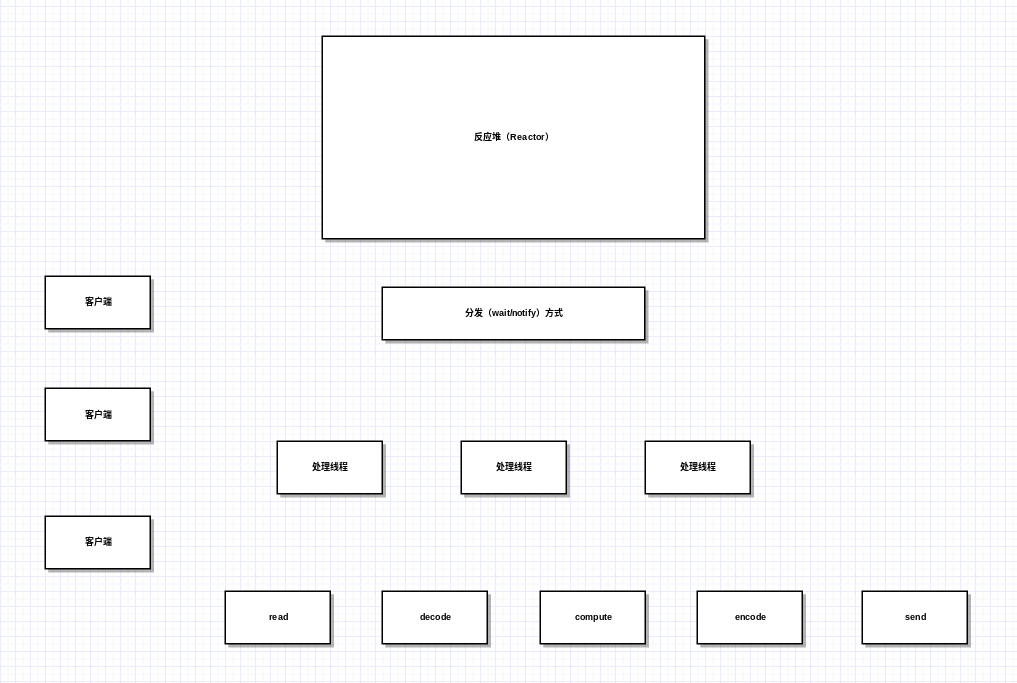 反应堆（Reactor）
客户端
分发（wait/notify）方式
客户端
处理线程
处理线程
处理线程
客户端
read
decode
compute
encode
send